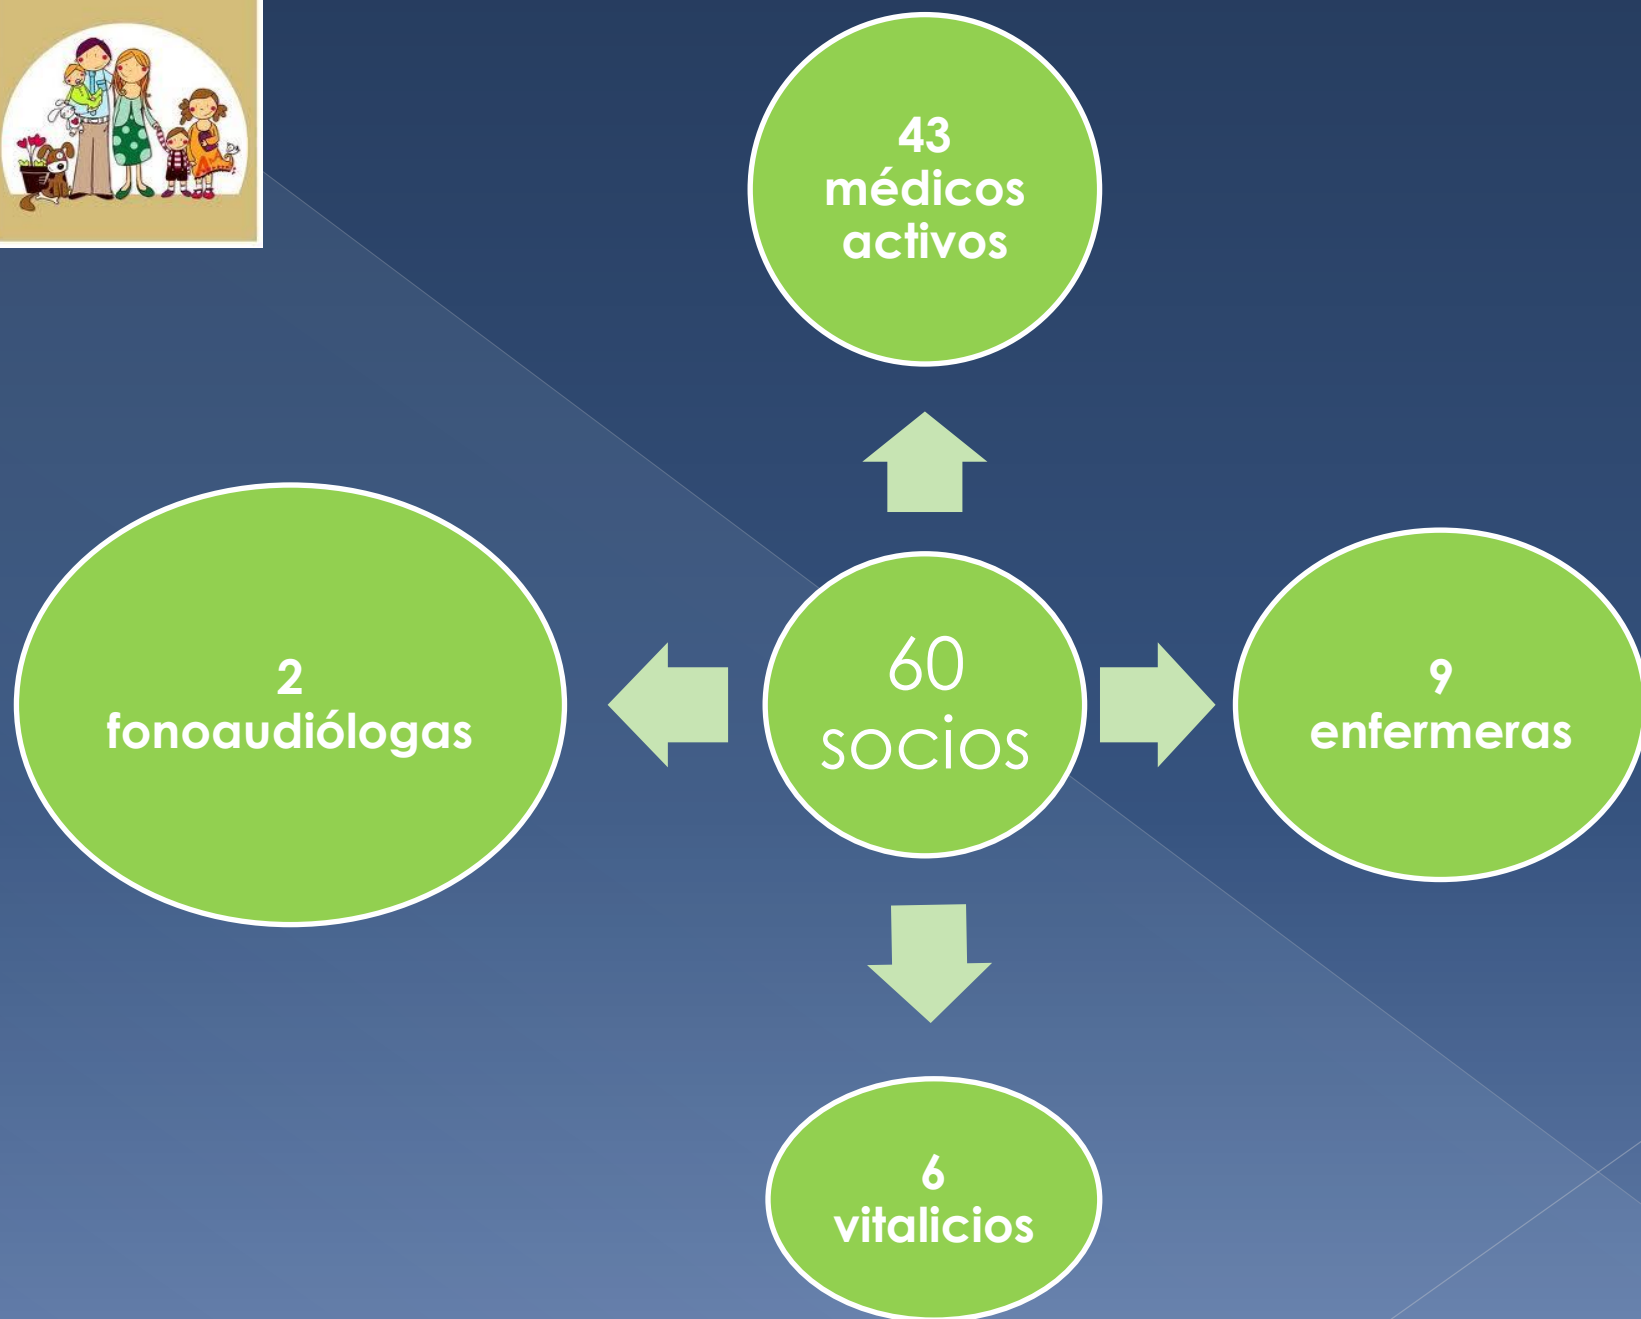 43
médicos
activos
2
fonoaudiólogas
60
socios
9
enfermeras
6
vitalicios